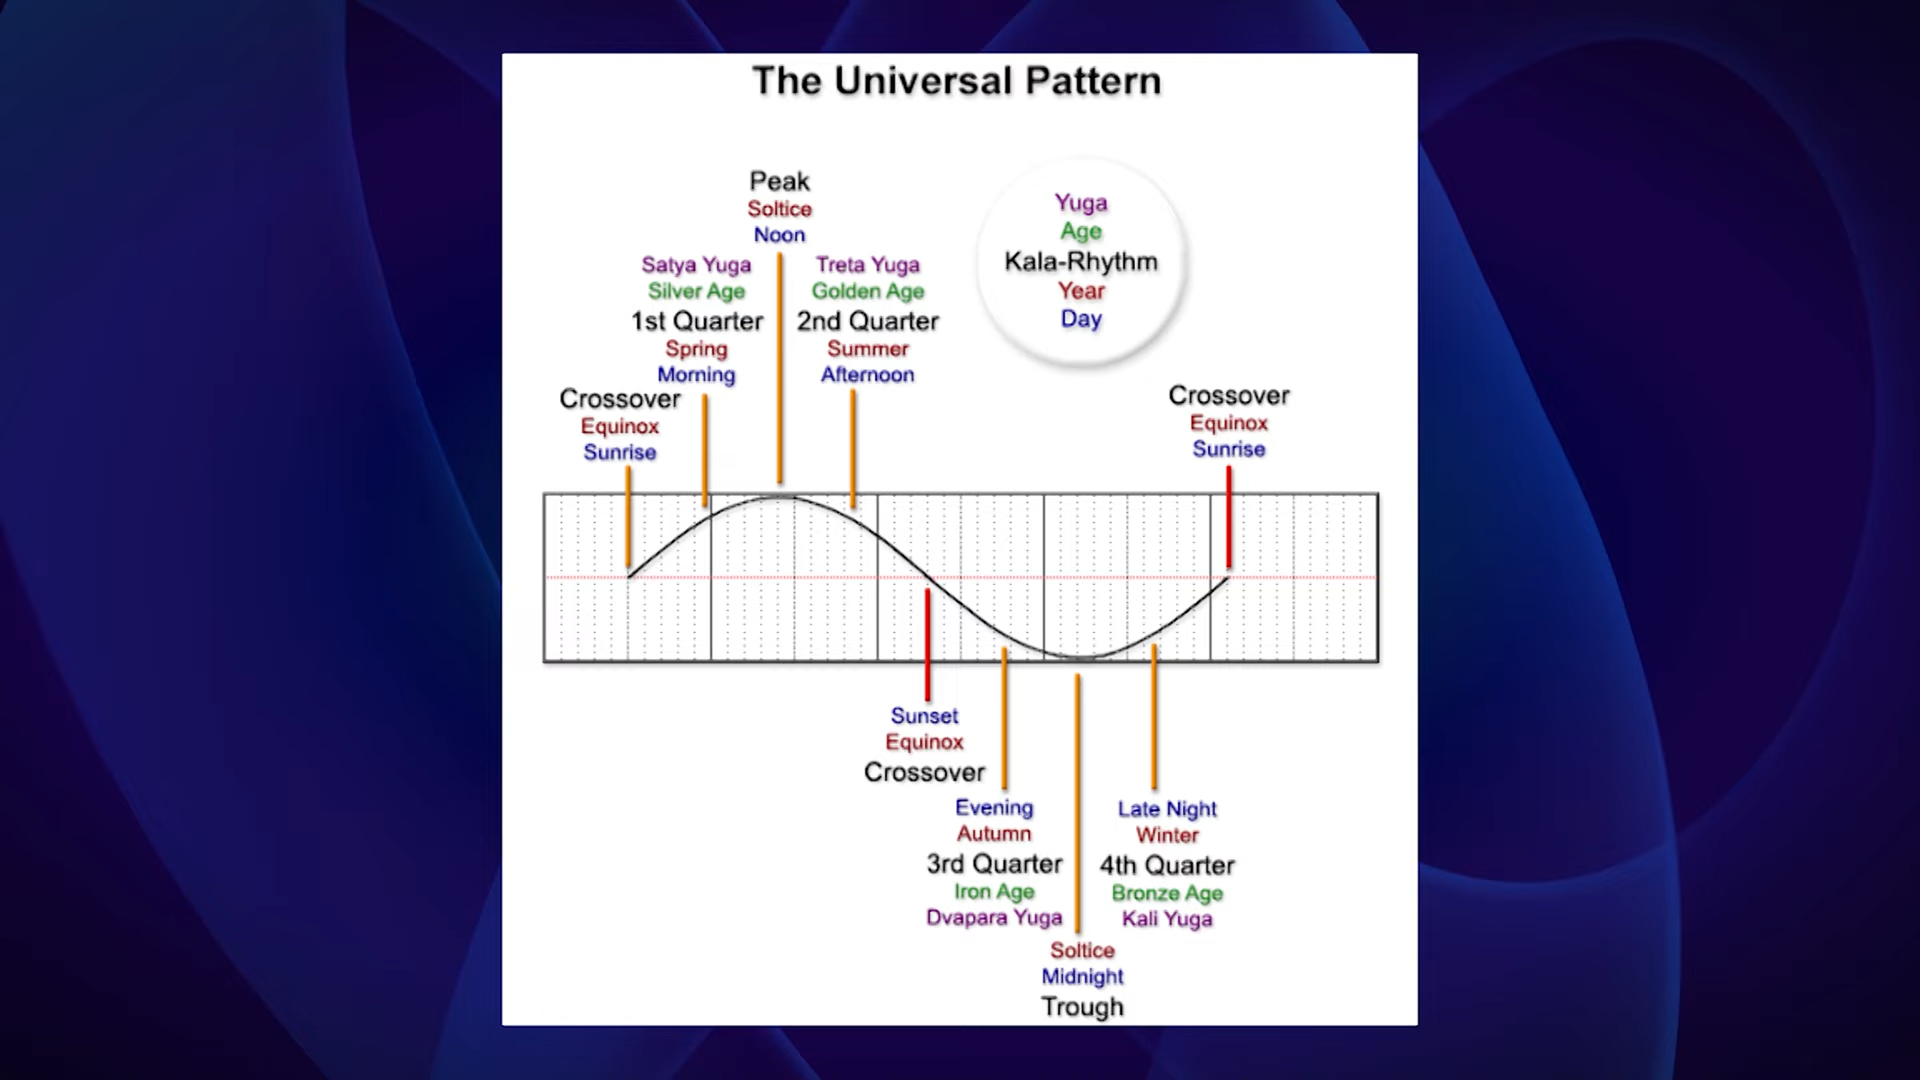 The Universal Pattern
Peak
Soltice
Noon
Yuga
Age
Kala-Rhythm
Year
Day
Satya Yuga
Silver Age
1st Quarter
Spring
Morning
Treta Yuga
Golden Age
2nd Quarter
Summer
Afternoon
Crossover
Equinox
Sunrise
Crossover
Equinox
Sunrise
Sunset
Equinox
Crossover
Evening
Autumn
3rd Quarter
Iron Age
Dvapara Yuga
Late Night
Winter
4th Quarter
Bronze Age
Kali Yuga
Soltice
Midnight
Trough